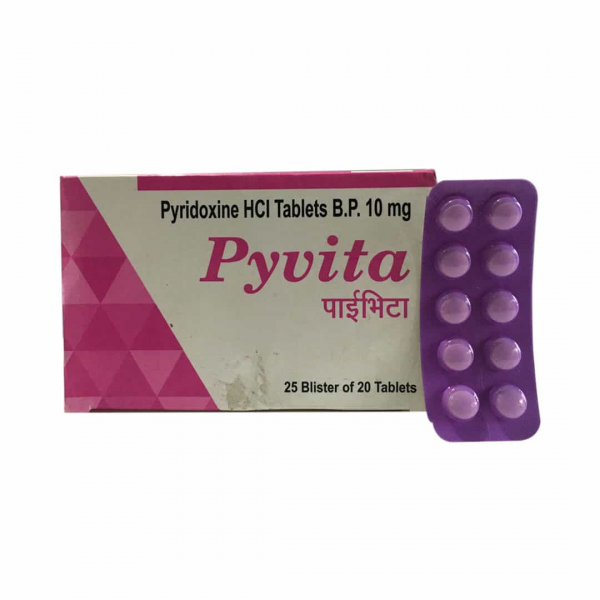 Pyridoxine HCl Tablets B.P. 10 mg
Pyvita
पाईभिटा
25 Blister of 20 Tablets